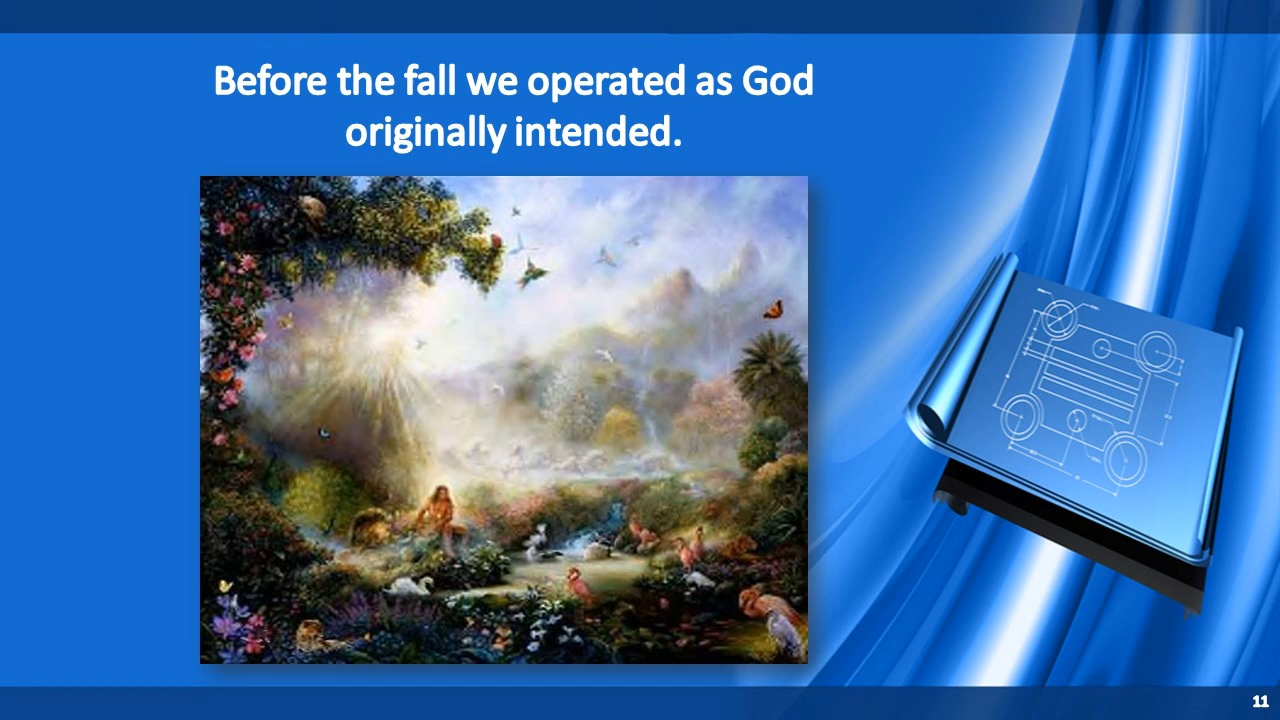 Before the fall we operated as God
originally intended.
11